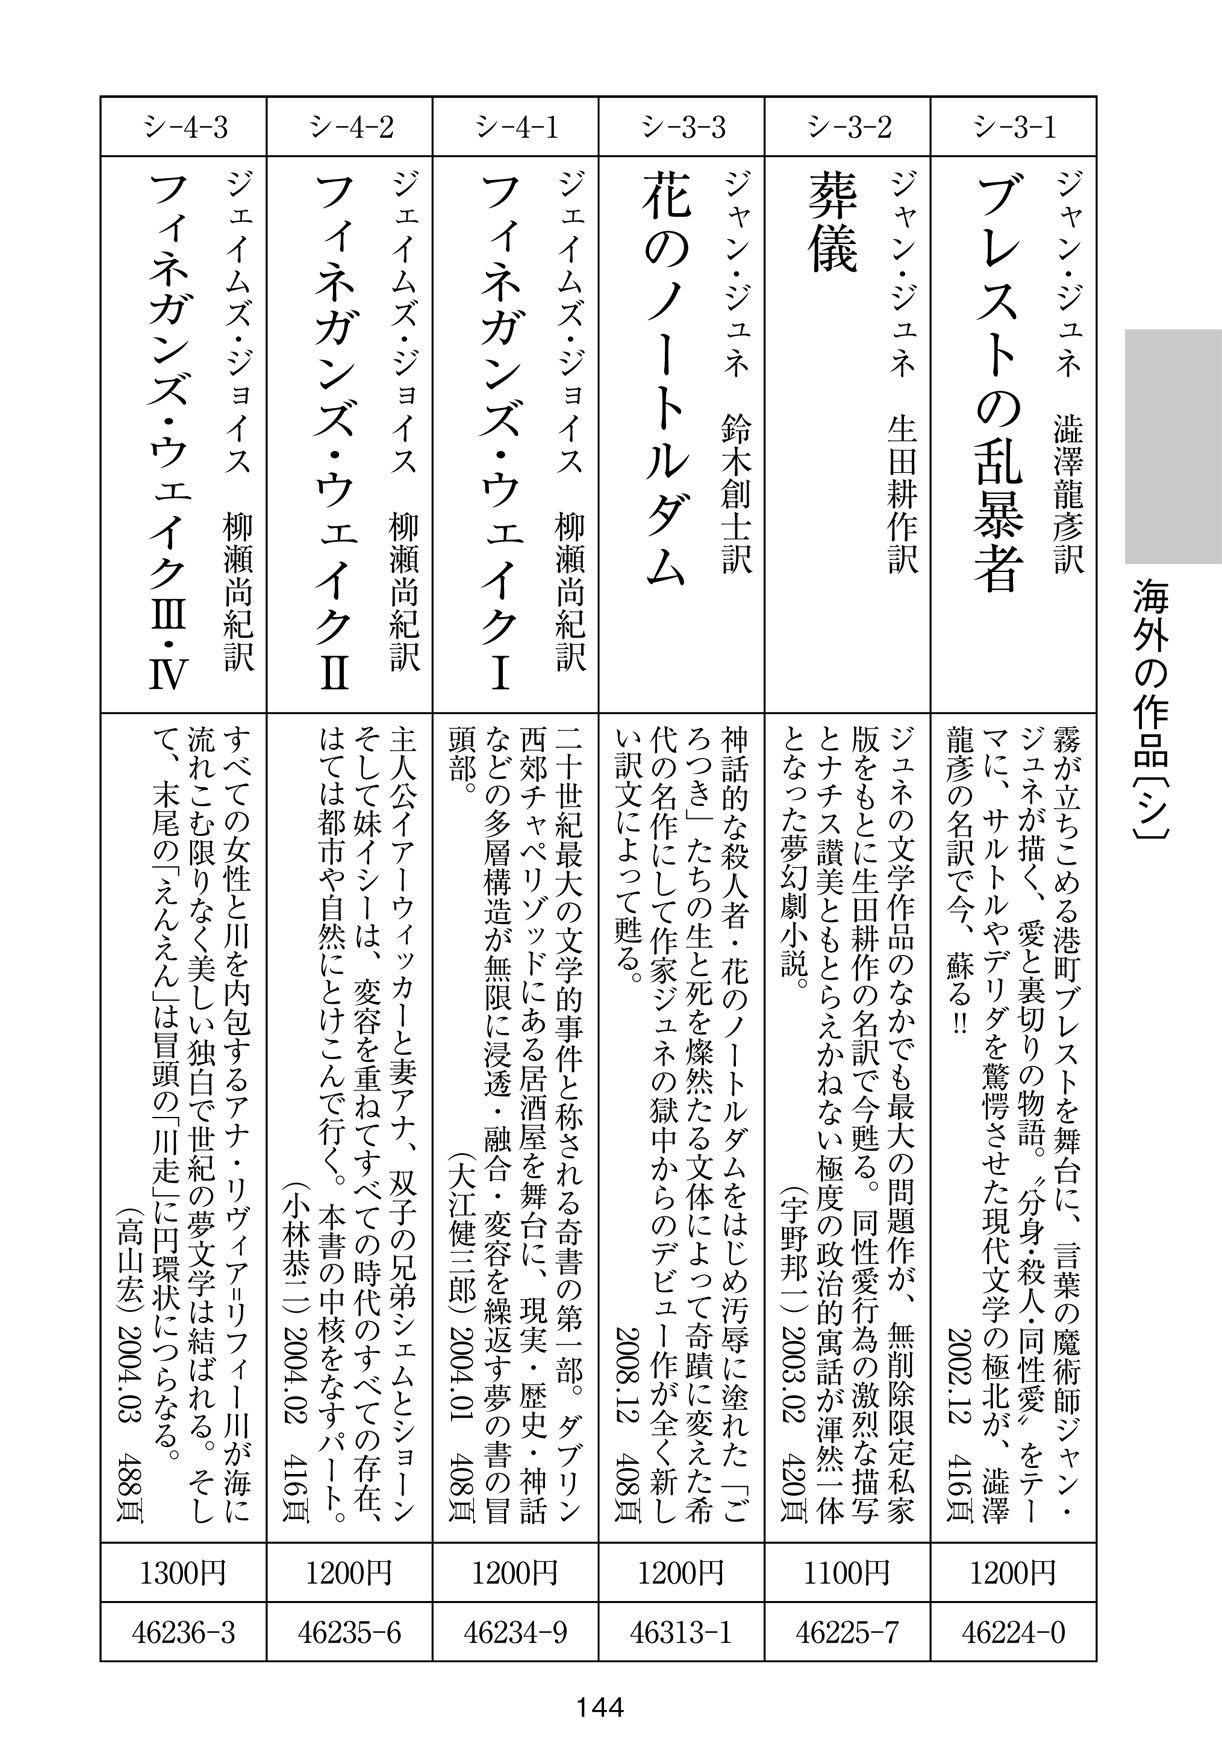 海外の作品〔シ〕
シ-3-1
ジャン・ジュネ　澁澤龍彦訳
ブレストの乱暴者
霧が立ちこめる港町ブレストを舞台に、言葉の魔術師ジャン・
ジュネが描く、愛と裏切りの物語。〝分身・殺人・同性愛〟をテー
マに、サルトルやデリダを驚愕させた現代文学の極北が、澁澤
龍彦の名訳で今、蘇る!!
2002.12　416頁
1200円
46224-0
シ-3-2
ジャン・ジュネ　生田耕作訳
葬儀
ジュネの文学作品のなかでも最大の問題作が、無削除限定私家
版をもとに生田耕作の名訳で今甦る。同性愛行為の激烈な描写
とナチス讃美ともとらえかねない極度の政治的寓話が渾然一体
となった夢幻劇小説。
（宇野邦一）2003.02　420頁
1100円
46225-7
シ-3-3
ジャン・ジュネ　鈴木創士訳
花のノートルダム
神話的な殺人者・花のノートルダムをはじめ汚辱に塗れた「ご
ろつき」たちの生と死を燦然たる文体によって奇蹟に変えた希
代の名作にして作家ジュネの獄中からのデビュー作が全く新し
い訳文によって甦る。
2008.12　408頁
1200円
46313-1
シ-4-1
ジェイムズ・ジョイス　柳瀬尚紀訳
フィネガンズ・ウェイクⅠ
二十世紀最大の文学的事件と称される奇書の第一部。ダブリン
西郊チャペリゾッドにある居酒屋を舞台に、現実・歴史・神話
などの多層構造が無限に浸透・融合・変容を繰返す夢の書の冒
頭部。
（大江健三郎）2004.01　408頁
1200円
46234-9
シ-4-2
ジェイムズ・ジョイス　柳瀬尚紀訳
フィネガンズ・ウェイクⅡ
主人公イアーウィッカーと妻アナ、双子の兄弟シェムとショーン
そして妹イシーは、変容を重ねてすべての時代のすべての存在、
はては都市や自然にとけこんで行く。本書の中核をなすパート。
（小林恭二）2004.02　416頁
1200円
46235-6
シ-4-3
ジェイムズ・ジョイス　柳瀬尚紀訳
フィネガンズ・ウェイクⅢ・Ⅳ
すべての女性と川を内包するアナ・リヴィア＝リフィー川が海に
流れこむ限りなく美しい独白で世紀の夢文学は結ばれる。そし
て、末尾の「えんえん」は冒頭の「川走」に円環状につらなる。
（高山宏）2004.03　488頁
1300円
46236-3
144